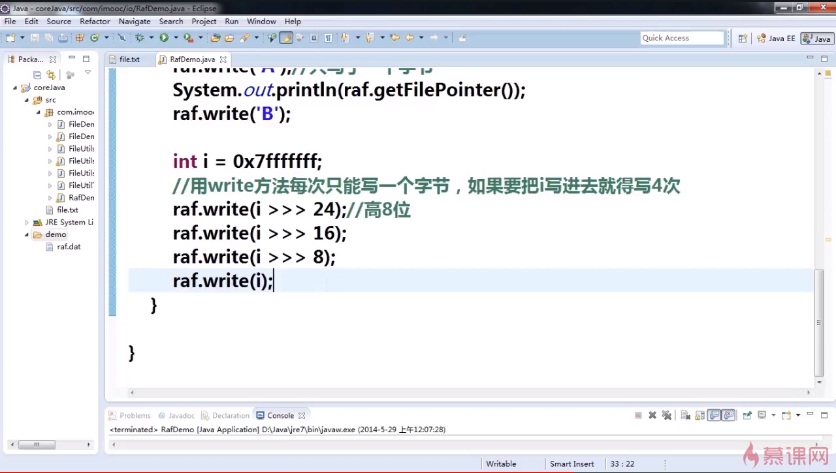 Java - coreJava/src/com/imooc/io/RafDemo.java - Eclipse
File Edit Source Refactor Navigate Search Project Run Window Help
Quick Access
Java EE
Java
Packa...
file.txt
RafDemo.java
coreJava
src
com.imooc
FileDem
FileDem
FileUtils
FileUtils
FileUtils
FileUtilT
RafDem
file.txt
JRE System Li
demo
raf.dat
raf.write('A');//只写了一个字节
System.out.println(raf.getFilePointer());
raf.write('B');
int i = 0x7fffffff;
//用write方法每次只能写一个字节，如果要把i写进去就得写4次
raf.write(i >>> 24);//高8位
raf.write(i >>> 16);
raf.write(i >>> 8);
raf.write(i);
}
}
Problems Javadoc Declaration Console
<terminated> RafDemo [Java Application] D:\Java\jre7\bin\javaw.exe (2014-5-29 上午12:07:28)
Writable Smart Insert 33 : 22
慕课网